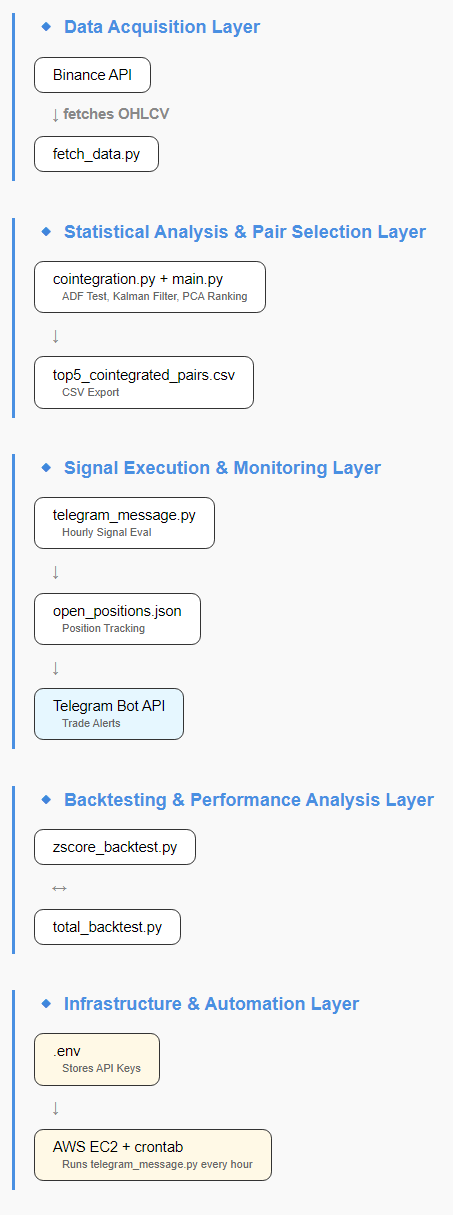 Data Acquisition Layer
Binance API
↓ fetches OHLCV
fetch_data.py
Statistical Analysis & Pair Selection Layer
cointegration.py + main.py
ADF Test, Kalman Filter, PCA Ranking
↓
top5_cointegrated_pairs.csv
CSV Export
Signal Execution & Monitoring Layer
telegram_message.py
Hourly Signal Eval
↓
open_positions.json
Position Tracking
↓
Telegram Bot API
Trade Alerts
Backtesting & Performance Analysis Layer
zscore_backtest.py
↔
total_backtest.py
Infrastructure & Automation Layer
.env
Stores API Keys
↓
AWS EC2 + crontab
Runs telegram_message.py every hour